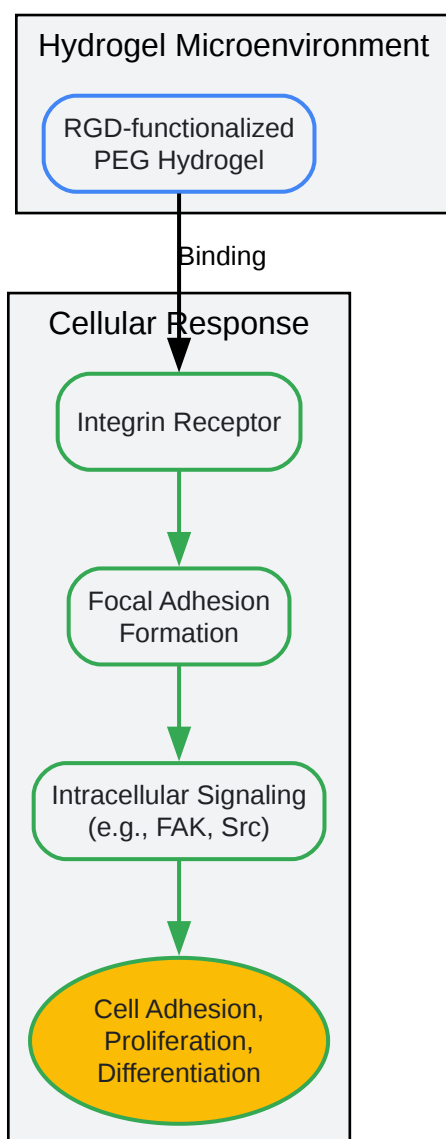 Hydrogel Microenvironment
RGD-functionalized
PEG Hydrogel
Binding
Cellular Response
Integrin Receptor
Focal Adhesion
Formation
Intracellular Signaling
(e.g., FAK, Src)
Cell Adhesion,
Proliferation,
Differentiation